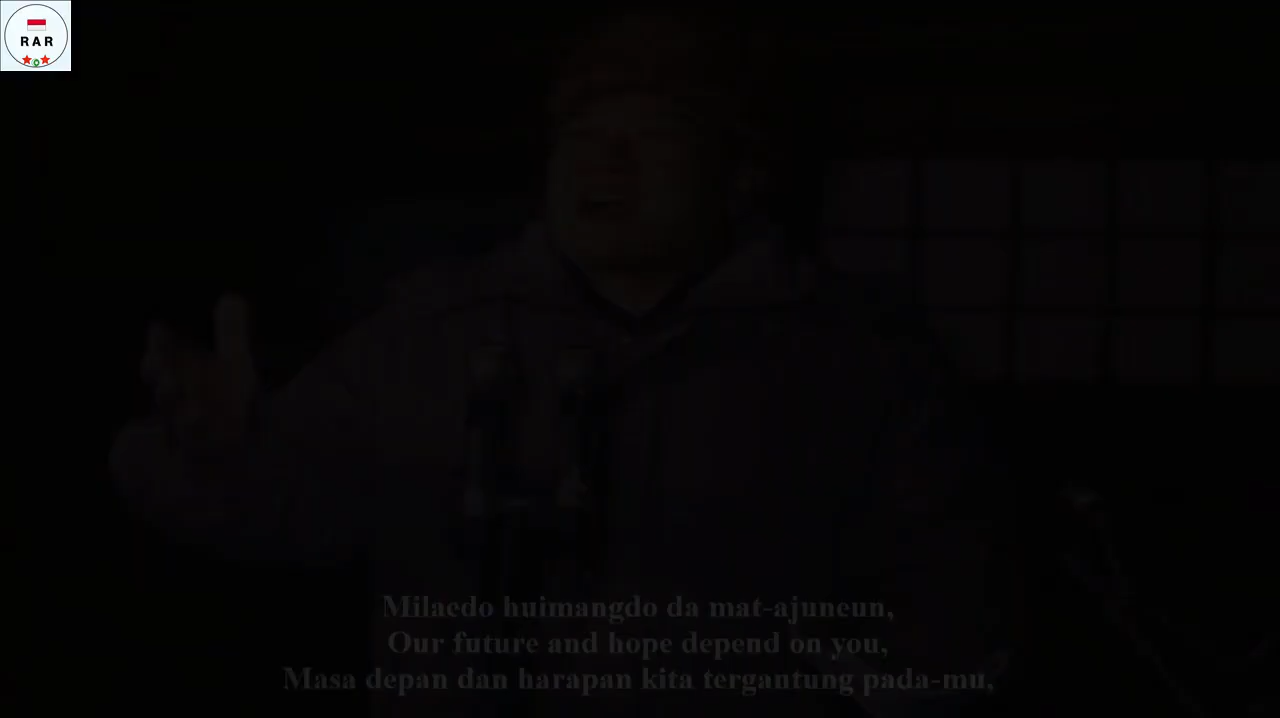 RAR
Milaedo huimangdo da mat-ajuneun,
Our future and hope depend on you,
Masa depan dan harapan kita tergantung pada-mu,